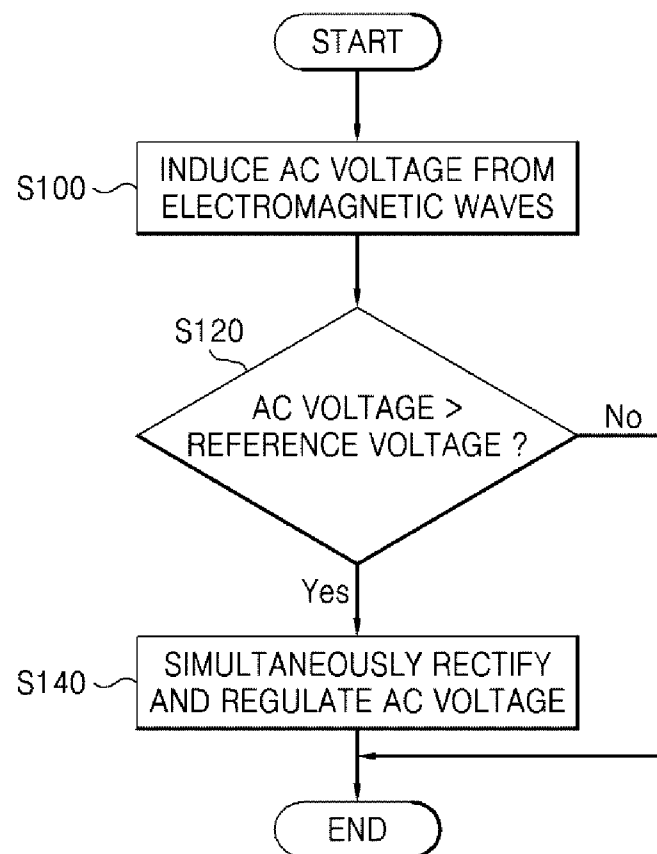 START
S100
INDUCE AC VOLTAGE FROM
ELECTROMAGNETIC WAVES
S120
AC VOLTAGE >
REFERENCE VOLTAGE ?
No
Yes
S140
SIMULTANEOUSLY RECTIFY
AND REGULATE AC VOLTAGE
END